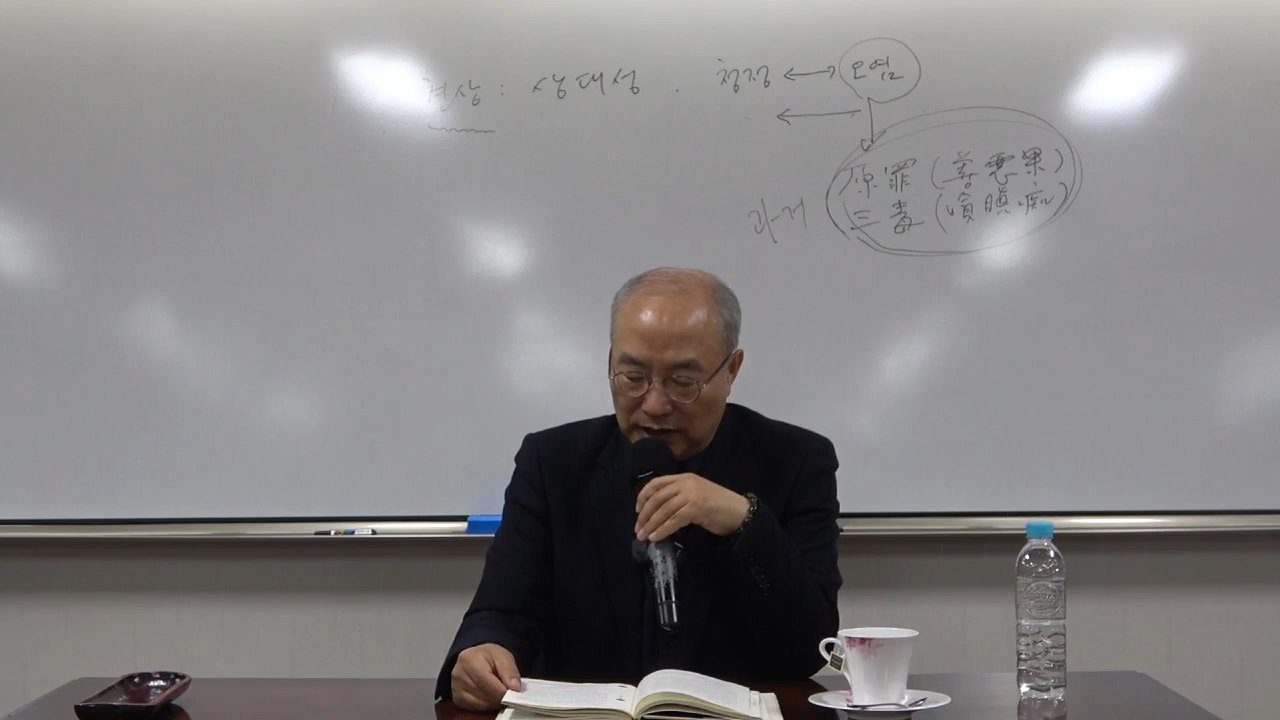 현상 : 상대성 . 청정 ↔ 오염
原罪 (善悪果)
과거 三毒 (貪瞋痴)